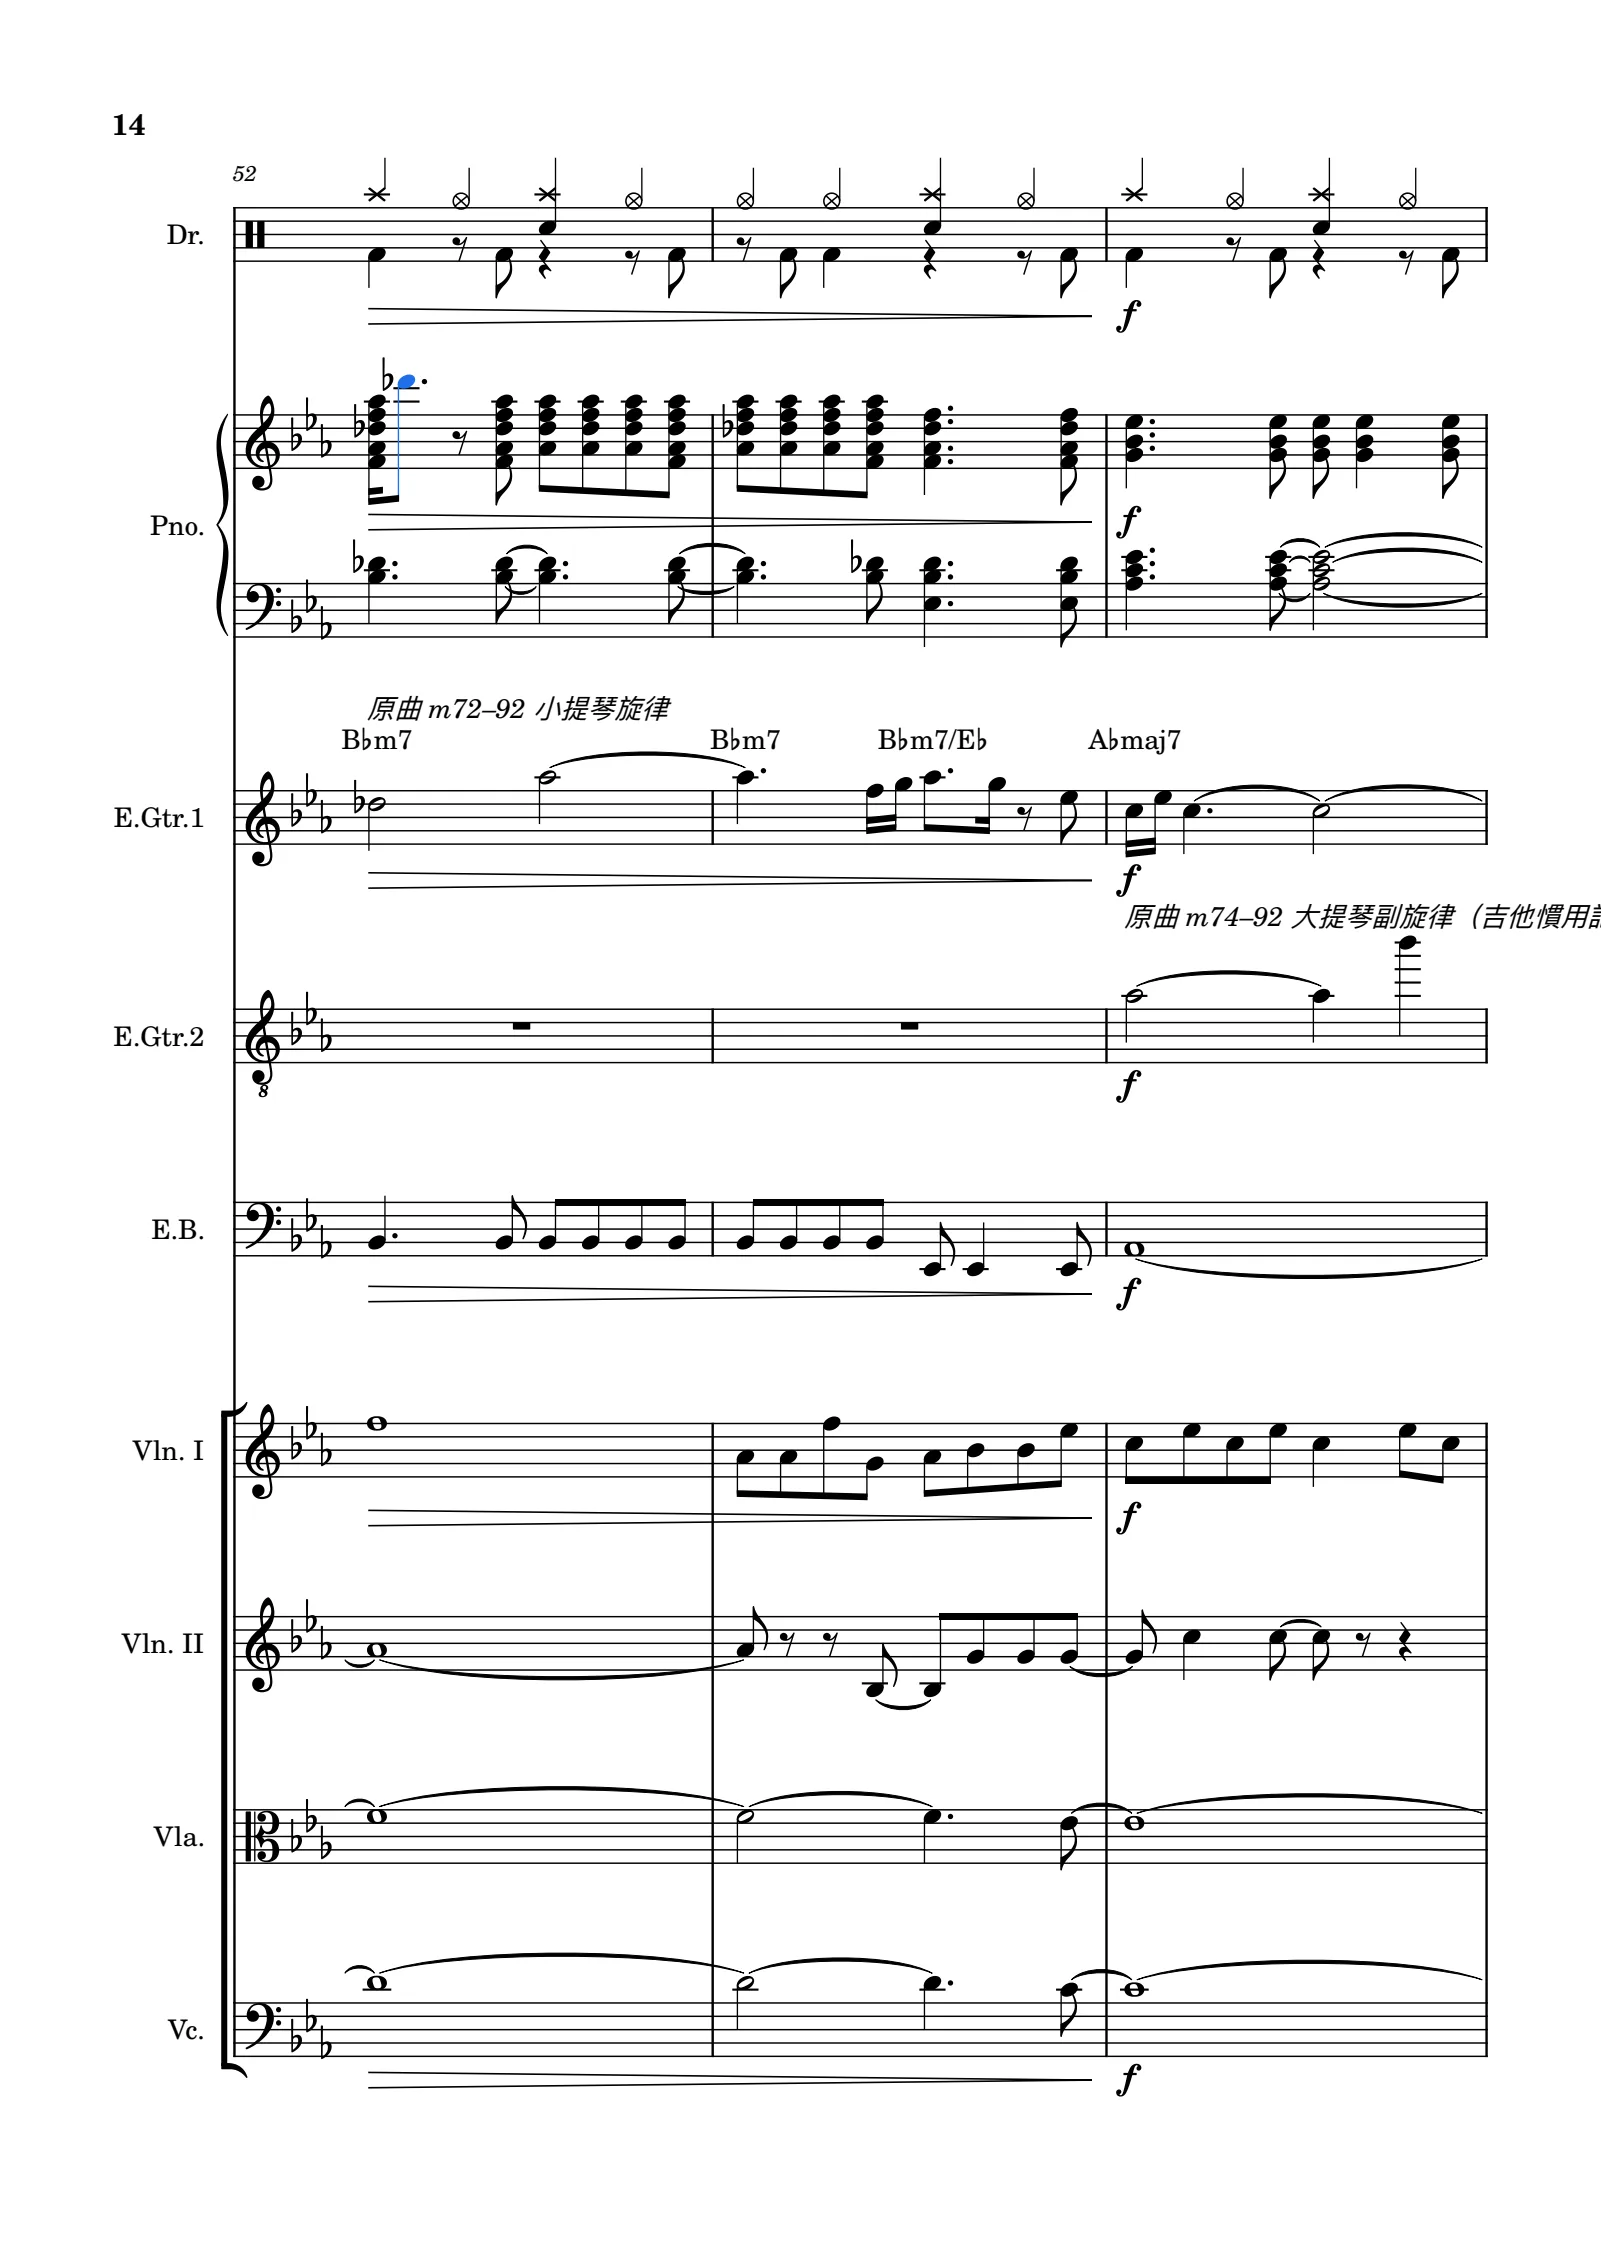 14
52
Dr.
f
Pno.
f
原曲 m72–92 小提琴旋律
B♭m7 B♭m7 B♭m7/E♭ A♭maj7
E.Gtr.1
f
原曲 m74–92 大提琴副旋律（吉他慣用
E.Gtr.2
8
f
E.B.
f
Vln. I
f
Vln. II
Vla.
Vc.
f